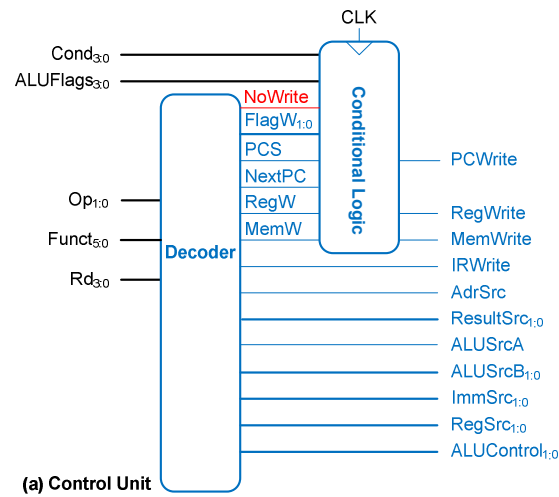 CLK
Cond3:0
ALUFlags3:0
NoWrite
FlagW1:0
PCS
NextPC
RegW
MemW
Conditional Logic
PCWrite
RegWrite
MemWrite
Op1:0
Funct5:0
Rd3:0
Decoder
IRWrite
AdrSrc
ResultSrc1:0
ALUSrcA
ALUSrcB1:0
ImmSrc1:0
RegSrc1:0
ALUControl1:0
(a) Control Unit